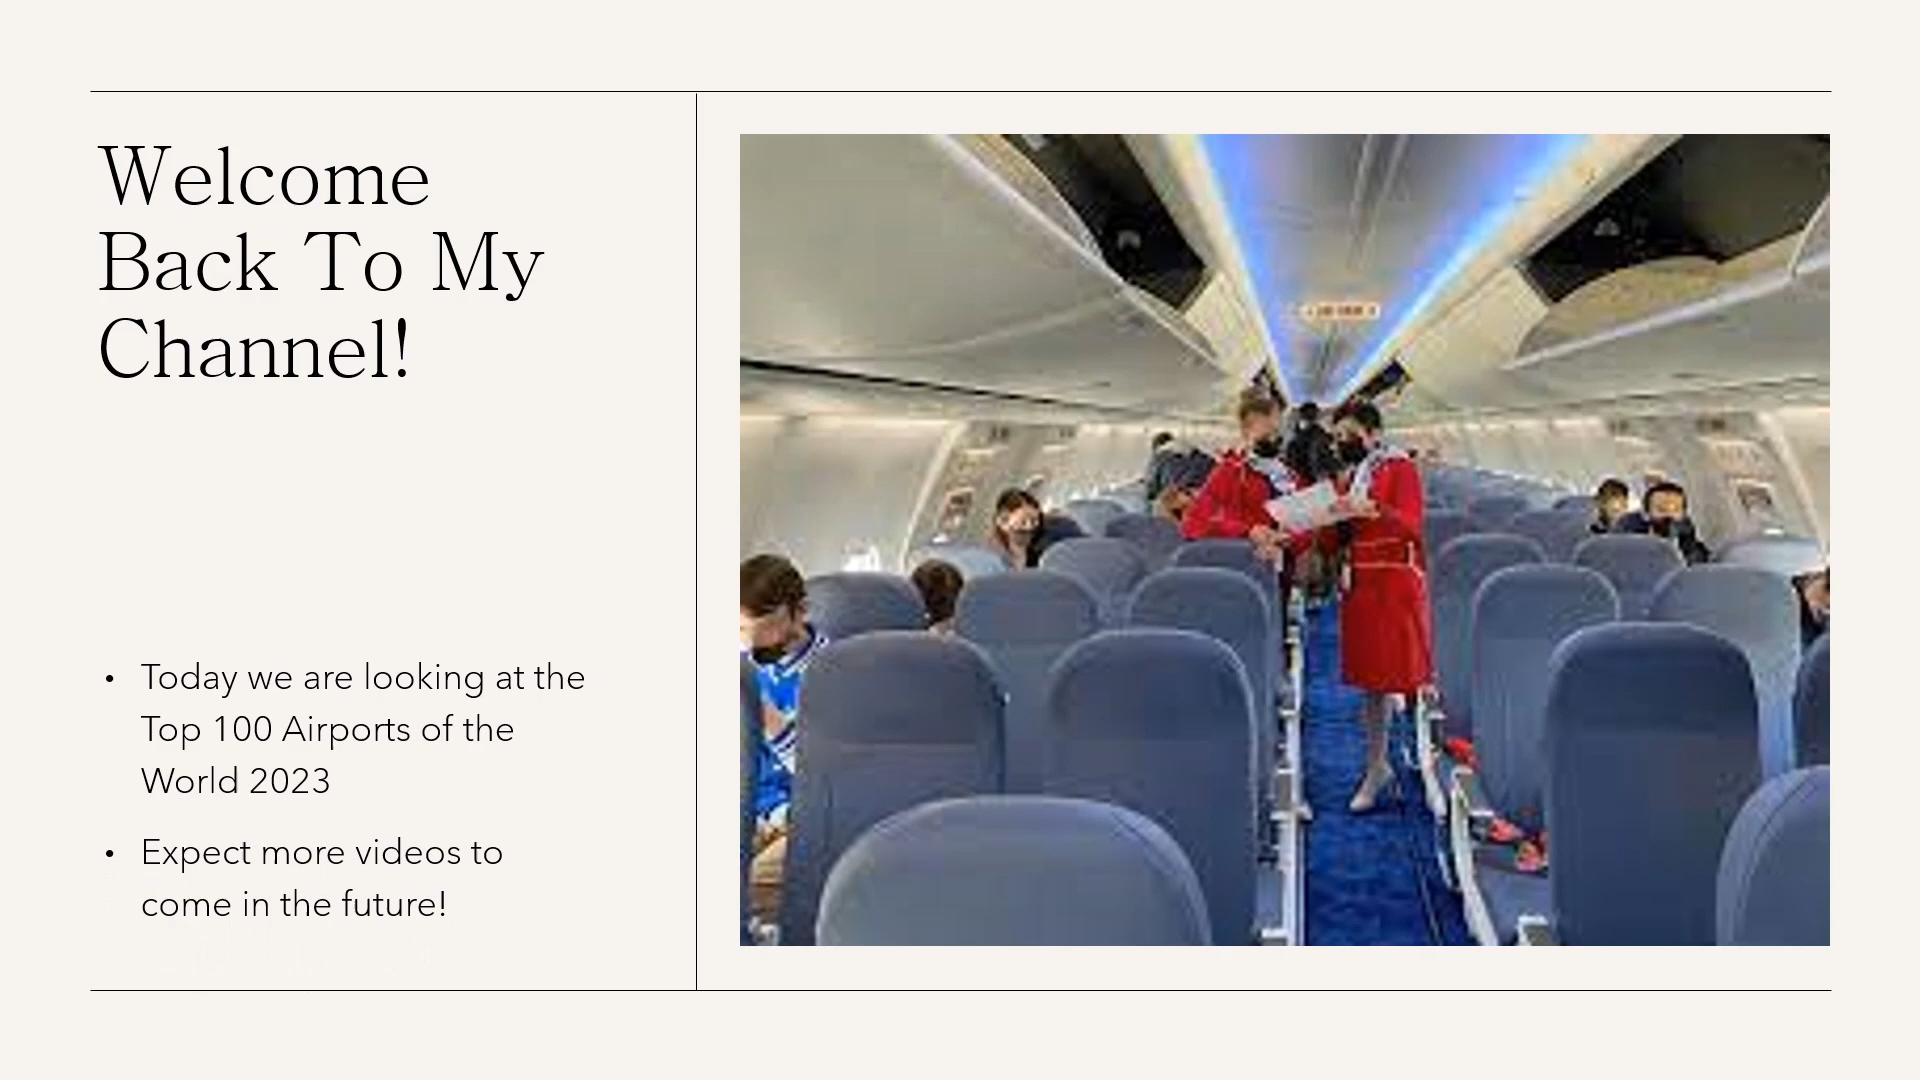 Welcome
Back To My
Channel!
• Today we are looking at the
Top 100 Airports of the
World 2023
• Expect more videos to
come in the future!